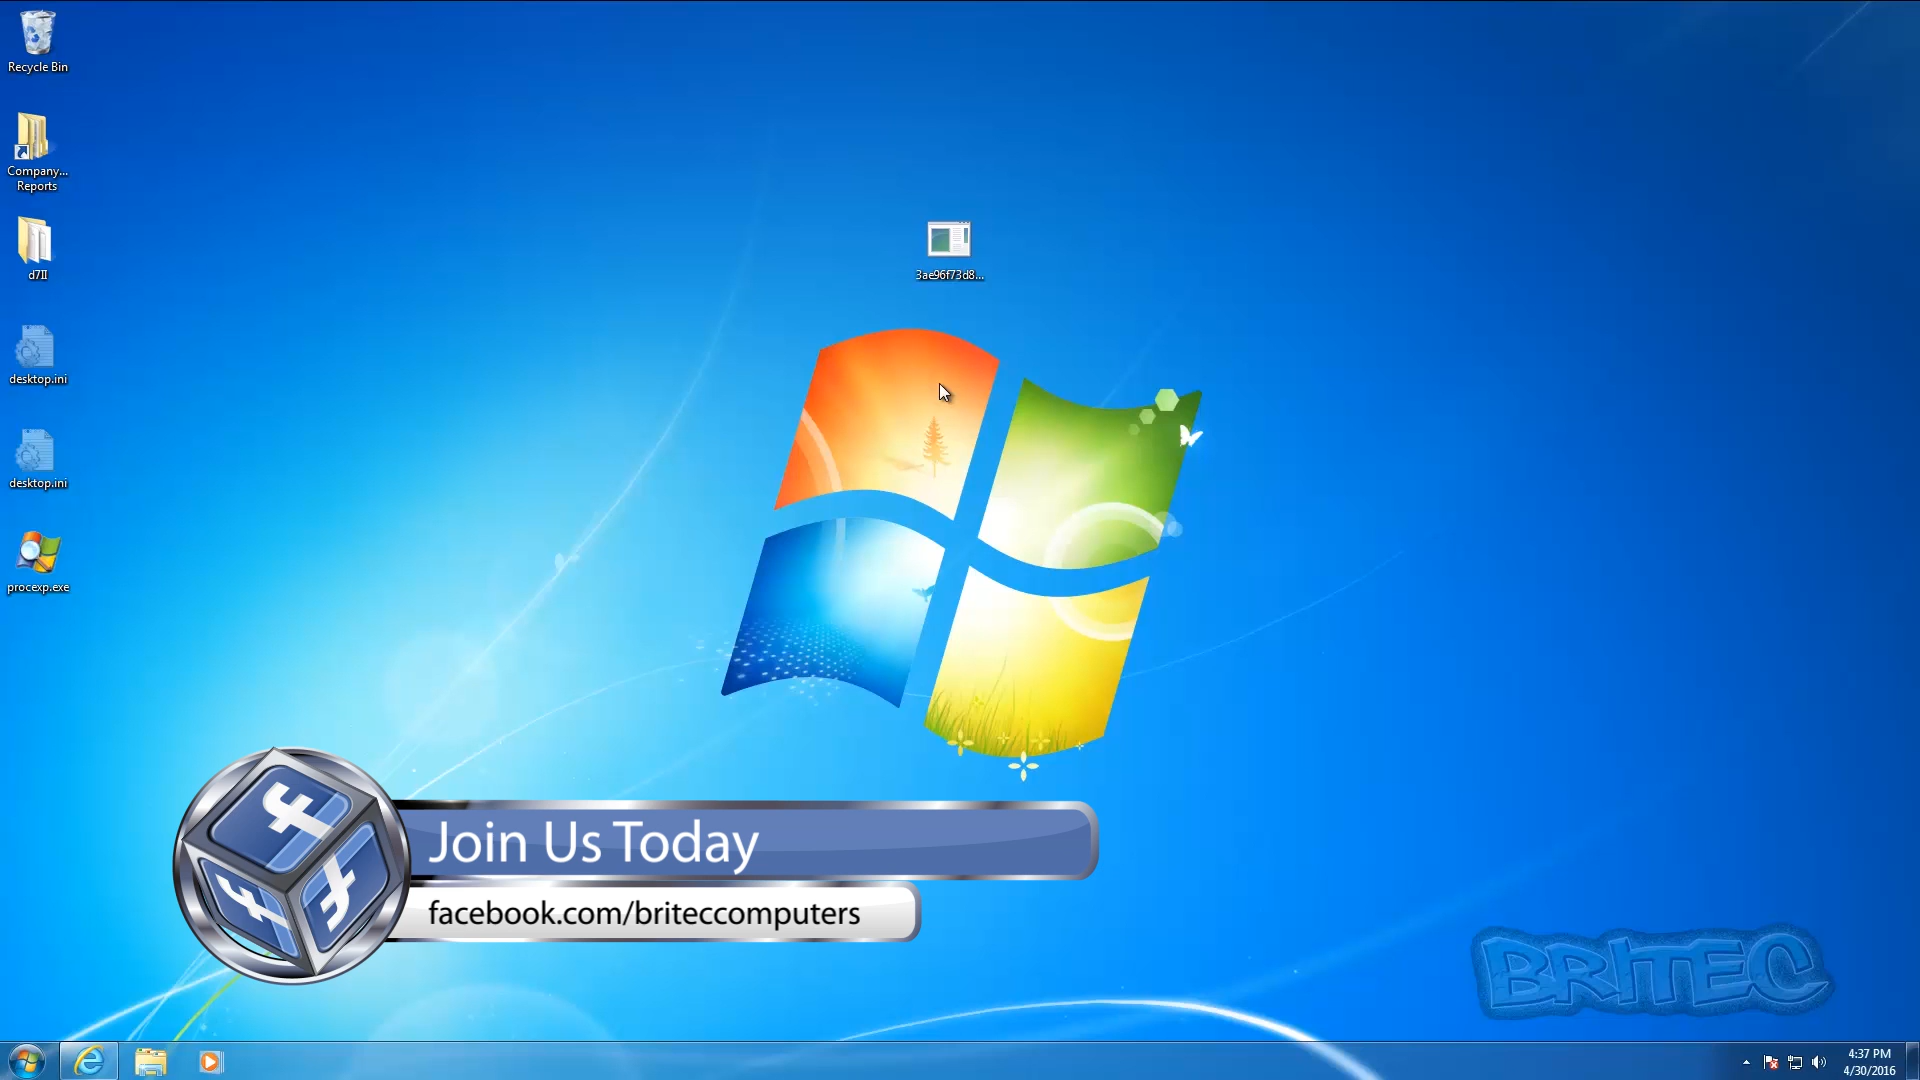 Recycle Bin
Company...
Reports
d7II
desktop.ini
desktop.ini
procexp.exe
3ae96f73d8...
Join Us Today
facebook.com/briteccomputers
BRITEC
4:37 PM
4/30/2016